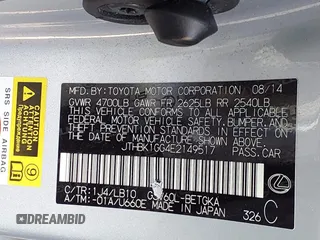 MFD. BY: TOYOTA MOTOR CORPORATION 08/14
GVWR 4700LB GAWR FR 2625LB RR 2540LB
THIS VEHICLE CONFORMS TO ALL APPLICABLE
FEDERAL MOTOR VEHICLE SAFETY, BUMPER, AND
THEFT PREVENTION STANDARDS IN EFFECT ON THE
DATE OF MANUFACTURE SHOWN ABOVE.
JTHBK1GG4E2149517 PASS.CAR
MADE IN JAPAN
C/TR: 1J4/LB10
A/TM: -01A/U660E
326 C
SRS SIDE AIRBAG
9
DREAMBID